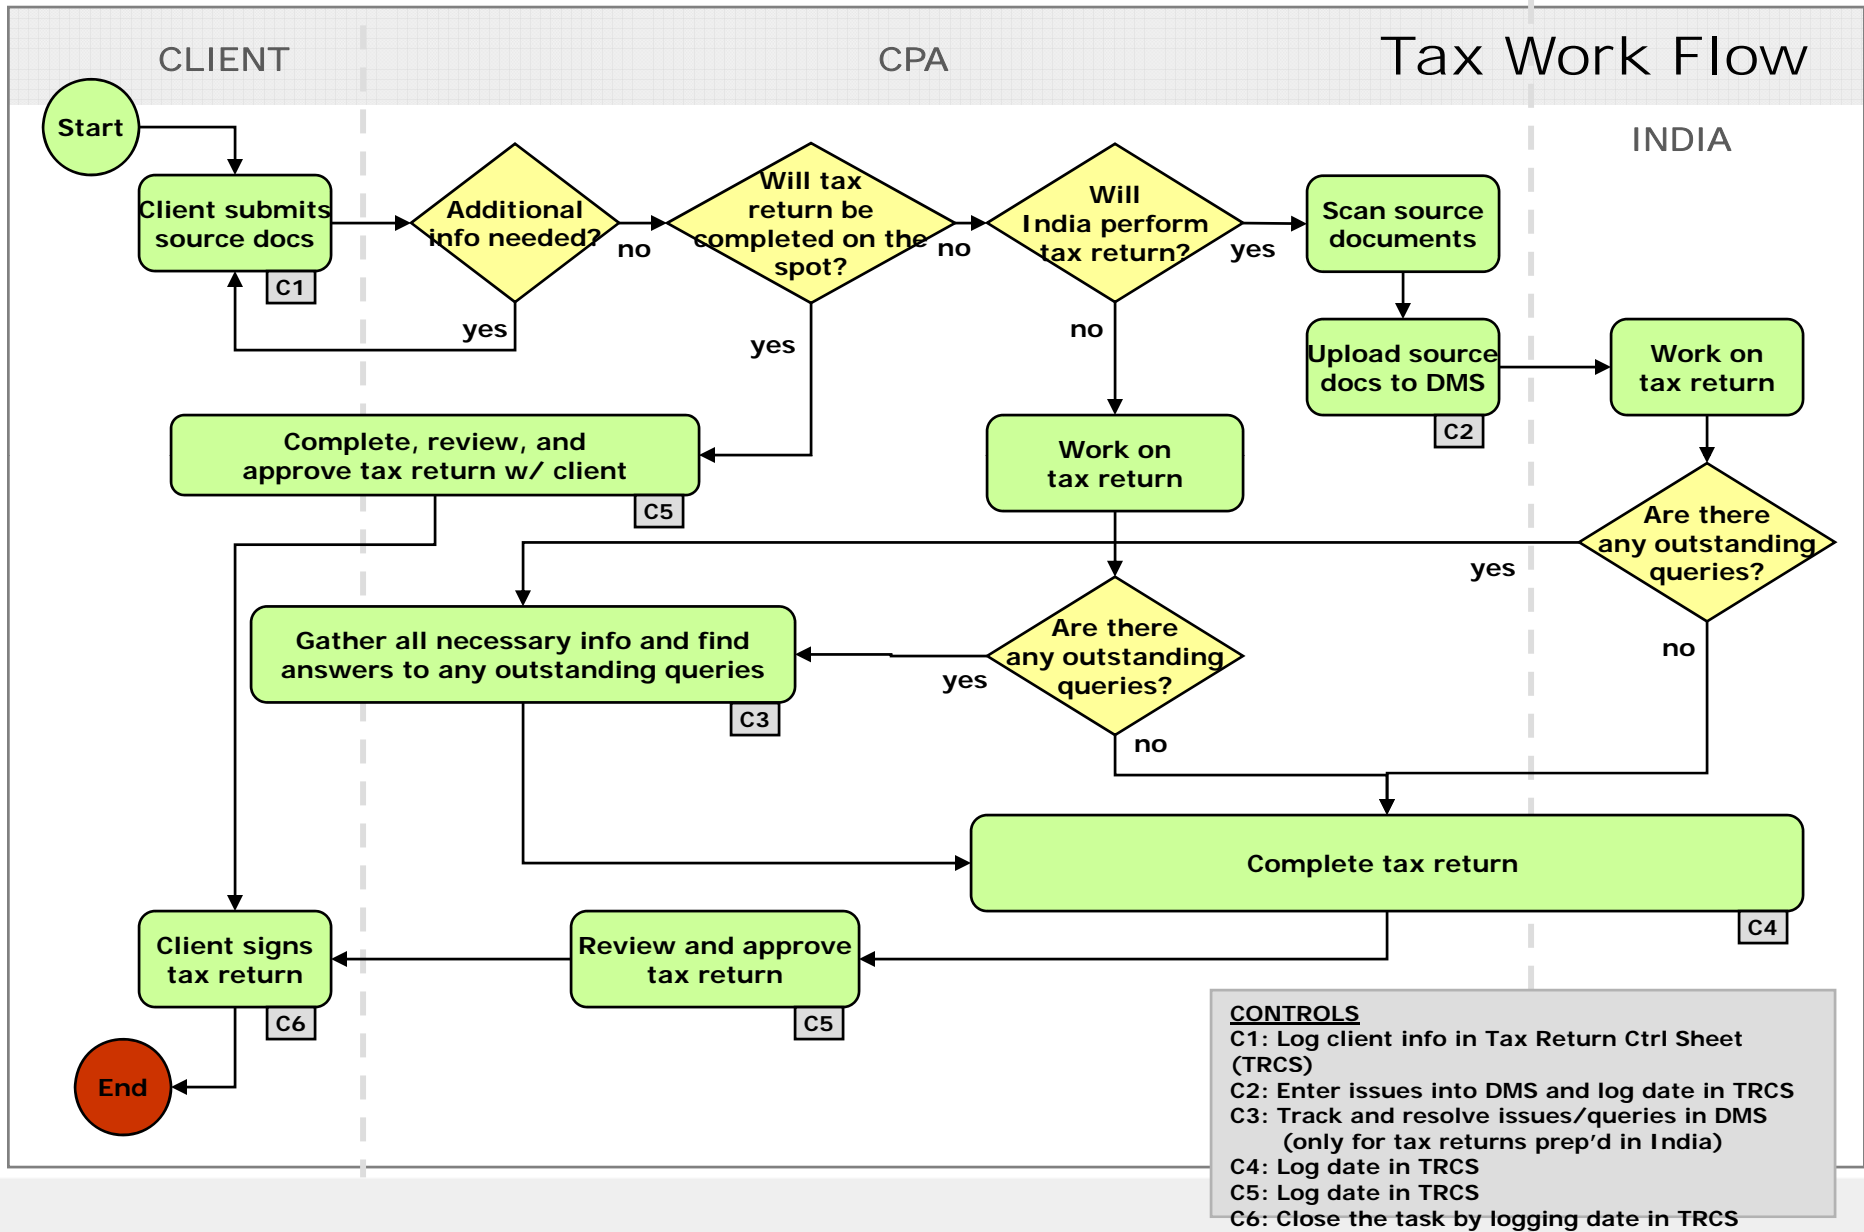 CLIENT
CPA
Tax Work Flow
INDIA
Start
Client submits
source docs
C1
Additional
info needed?
no
yes
Will tax
return be
completed on the
spot?
no
yes
Will
India perform
tax return?
yes
no
Scan source
documents
Upload source
docs to DMS
C2
Work on
tax return
Complete, review, and
approve tax return w/ client
C5
Work on
tax return
Are there
any outstanding
queries?
yes
no
Gather all necessary info and find
answers to any outstanding queries
C3
Are there
any outstanding
queries?
yes
no
Complete tax return
C4
Client signs
tax return
C6
Review and approve
tax return
C5
End
CONTROLS
C1: Log client info in Tax Return Ctrl Sheet
(TRCS)
C2: Enter issues into DMS and log date in TRCS
C3: Track and resolve issues/queries in DMS
(only for tax returns prep'd in India)
C4: Log date in TRCS
C5: Log date in TRCS
C6: Close the task by logging date in TRCS